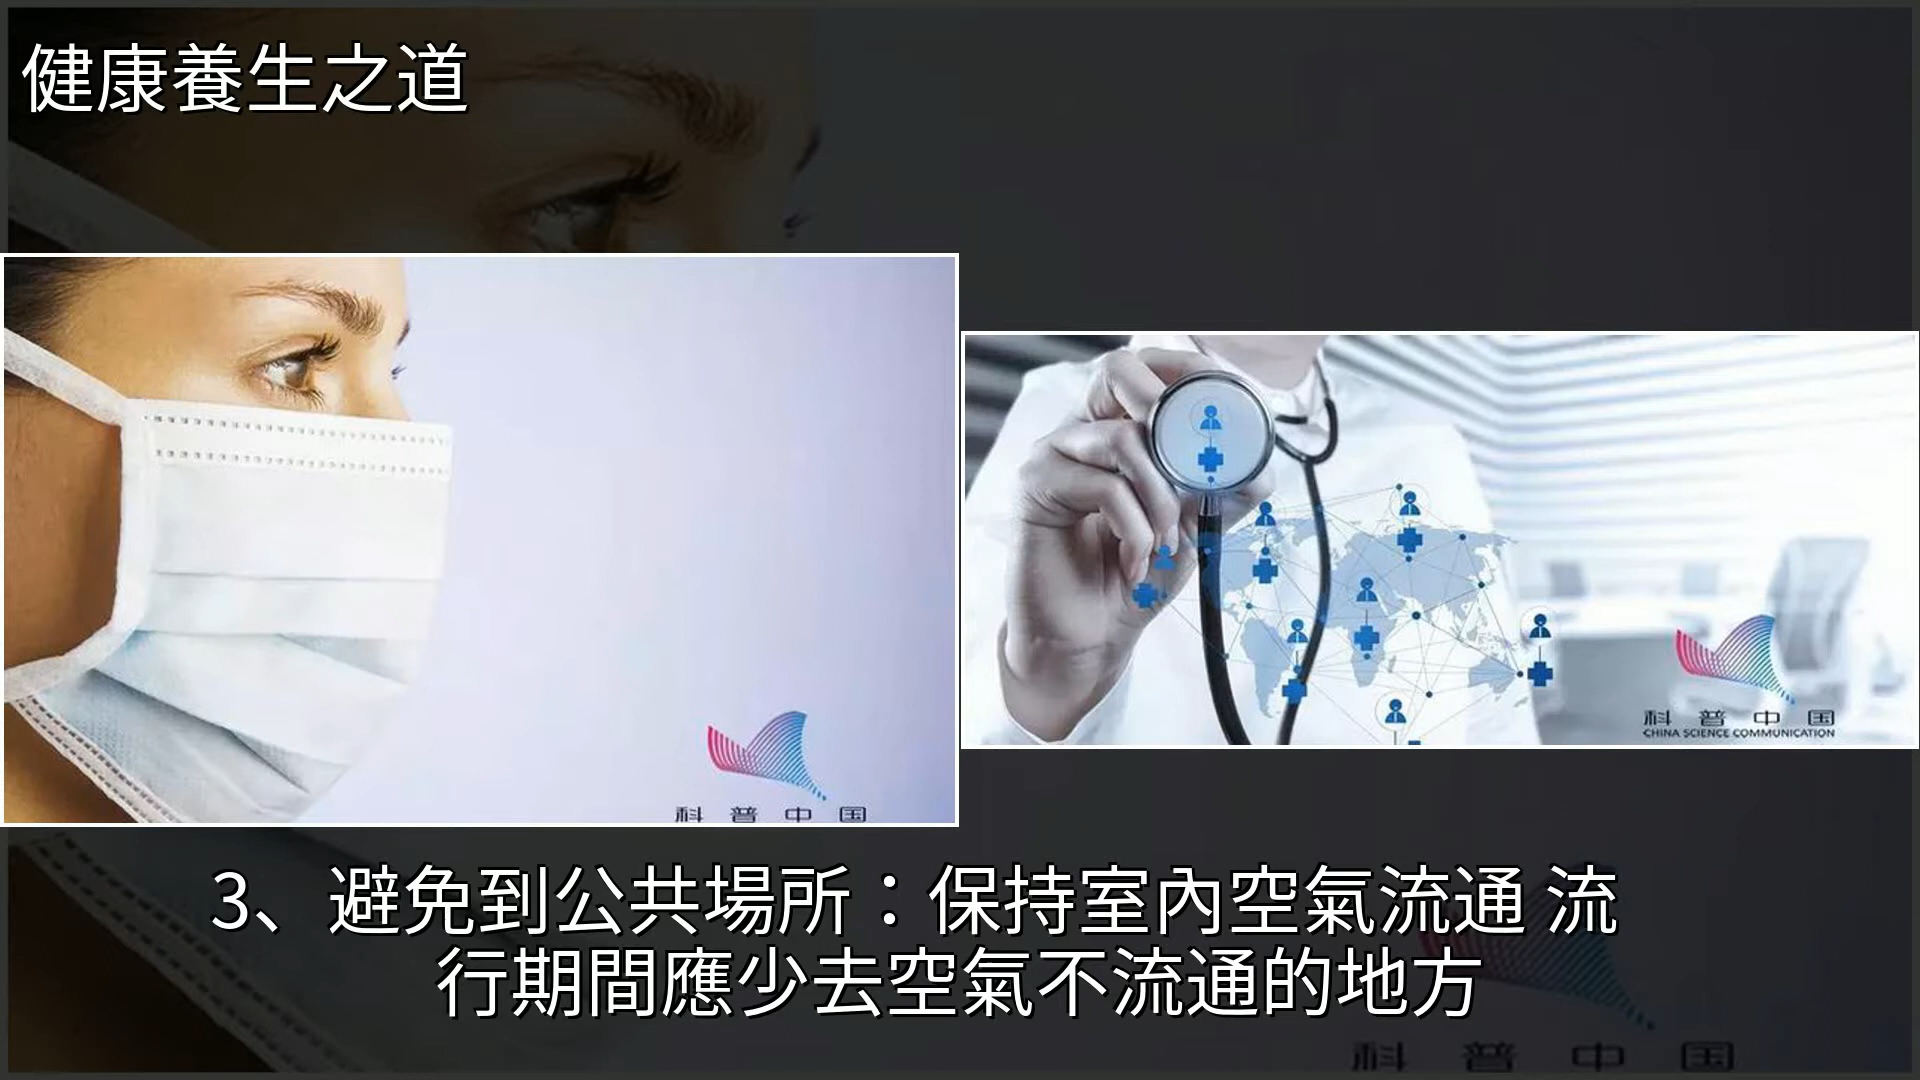 健康養生之道
科普中国
科普中国
CHINA SCIENCE COMMUNICATION
3、避免到公共場所：保持室內空氣流通 流
行期間應少去空氣不流通的地方
科普中国